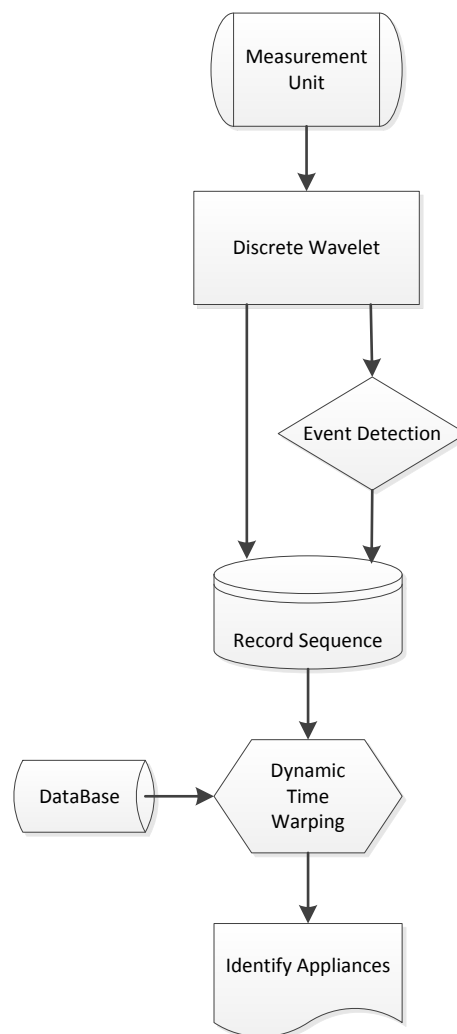 Measurement
Unit
Discrete Wavelet
Event Detection
Record Sequence
DataBase
Dynamic
Time
Warping
Identify Appliances